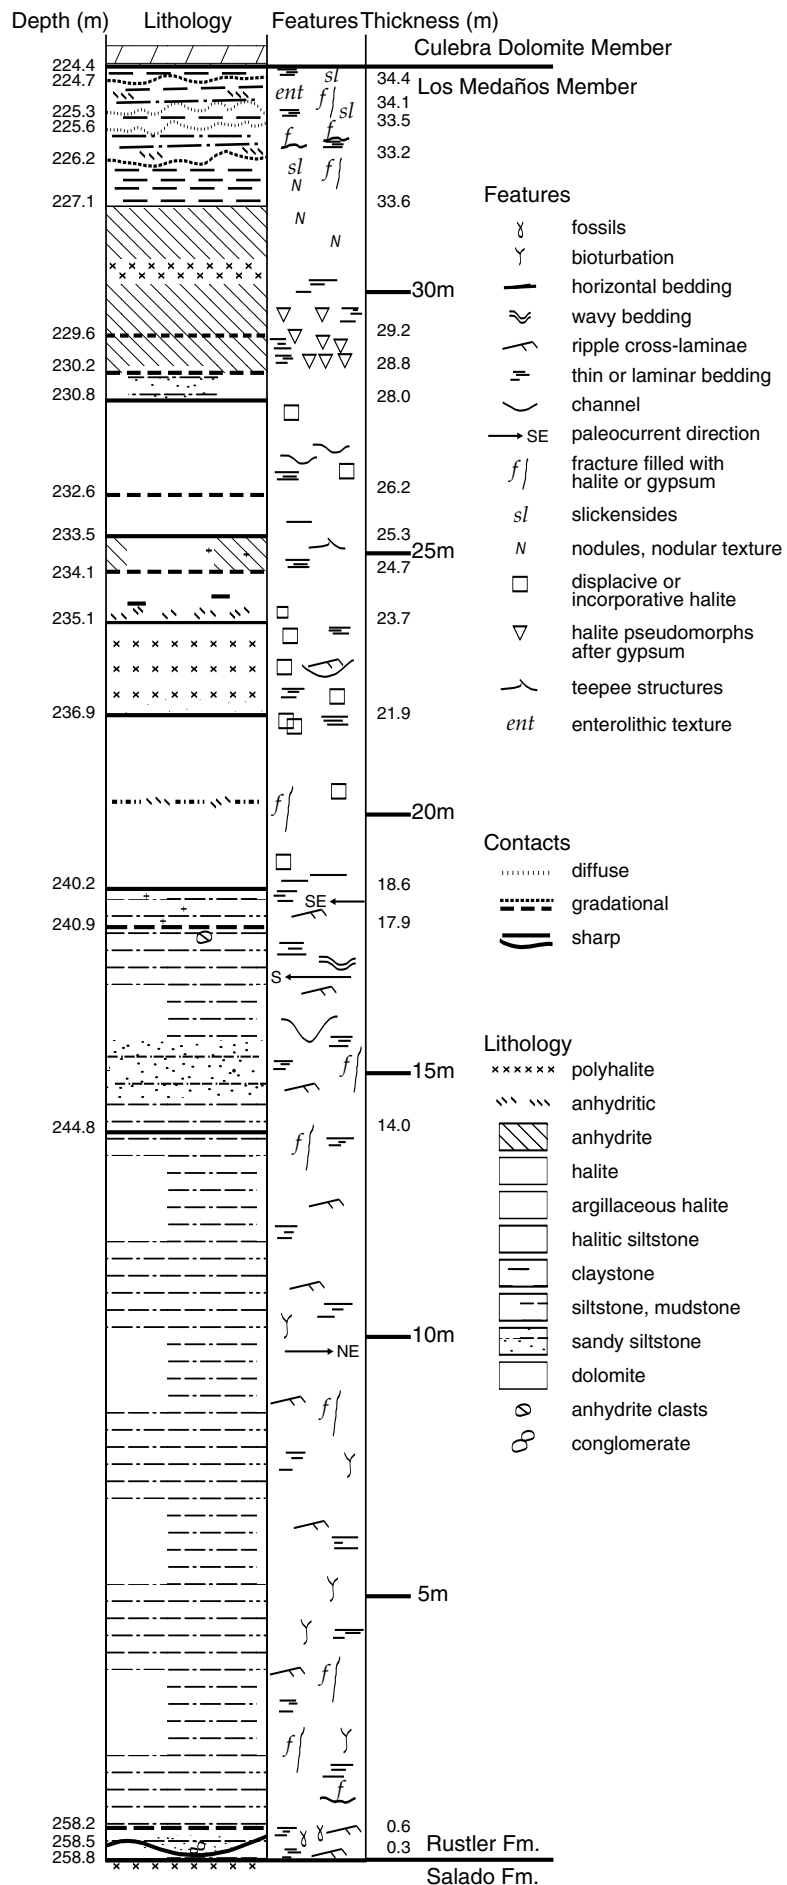 Depth (m) Lithology Features Thickness (m)
Culebra Dolomite Member
224.4
Los Medaños Member
224.7 sl 34.4
ent f sl 34.1
225.3 33.5
225.6 f f
226.2 33.2
sl f
N
227.1 33.6
N
N
30m
229.6 29.2
230.2 28.8
230.8 28.0
232.6 26.2
233.5 25.3
25m
234.1 24.7
235.1 23.7
236.9 21.9
f
20m
240.2 18.6
SE
240.9 17.9
S
f
15m
244.8 14.0
f
10m
NE
f
5m
f
f
f
258.2 0.6
258.5 0.3
258.8
Rustler Fm.
Salado Fm.
Features
fossils
bioturbation
horizontal bedding
wavy bedding
ripple cross-laminae
thin or laminar bedding
channel
SE paleocurrent direction
f fracture filled with
halite or gypsum
sl slickensides
N nodules, nodular texture
displacive or
incorporative halite
halite pseudomorphs
after gypsum
teepee structures
ent enterolithic texture
Contacts
diffuse
gradational
sharp
Lithology
polyhalite
anhydritic
anhydrite
halite
argillaceous halite
halitic siltstone
claystone
siltstone, mudstone
sandy siltstone
dolomite
anhydrite clasts
conglomerate